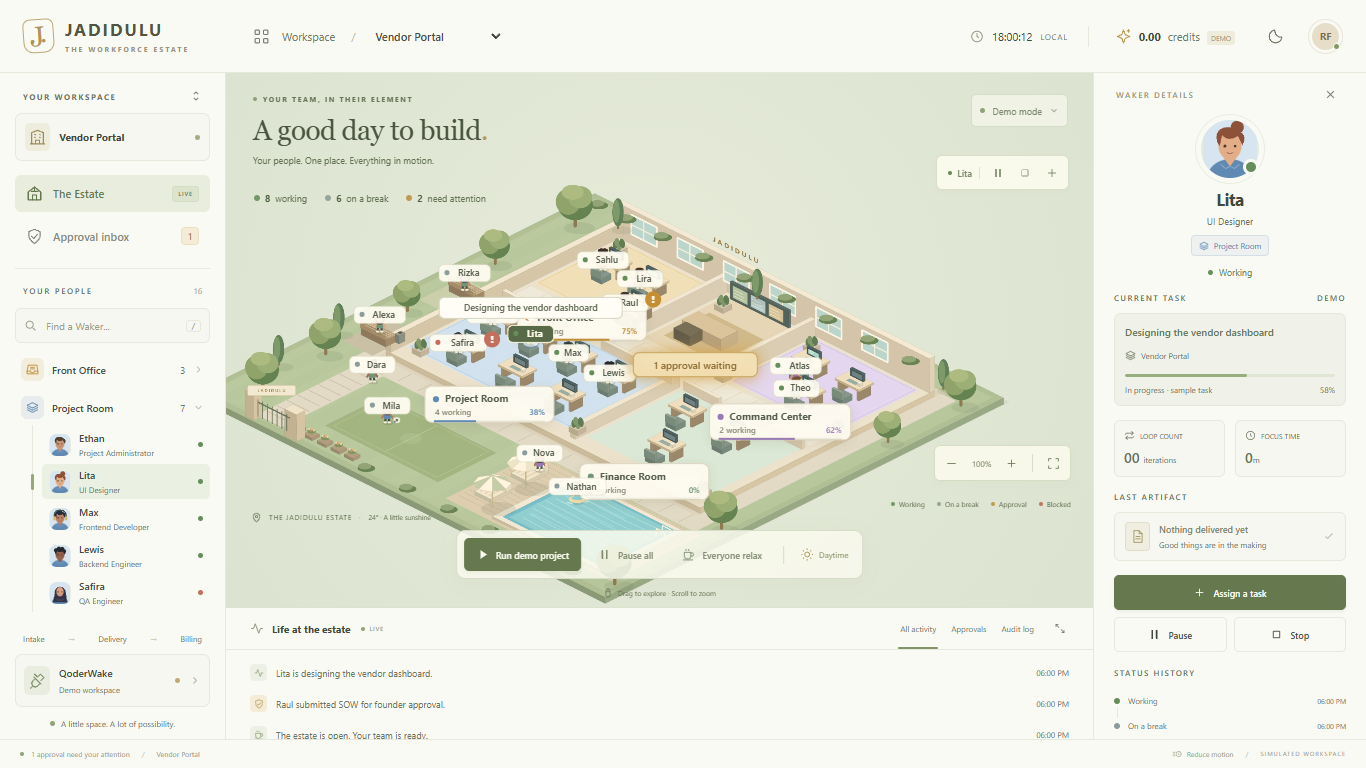 J.
JADIDULU
THE WORKFORCE ESTATE
Workspace / Vendor Portal
18:00:12 LOCAL
0.00 credits DEMO
RF
YOUR WORKSPACE
Vendor Portal
The Estate LIVE
Approval inbox 1
YOUR PEOPLE 16
Find a Waker... /
Front Office 3
Project Room 7
Ethan
Project Administrator
Lita
UI Designer
Max
Frontend Developer
Lewis
Backend Engineer
Safira
QA Engineer
Intake → Delivery → Billing
QoderWake
Demo workspace
A little space. A lot of possibility.
YOUR TEAM, IN THEIR ELEMENT
A good day to build.
Your people. One place. Everything in motion.
8 working 6 on a break 2 need attention
Demo mode
Lita
JADIDULU
Sahlu
Rizka
Lira
Raul
Designing the vendor dashboard
Alexa
Front Office
75%
Lita
Safira
Max
1 approval waiting
Dara
Lewis
Atlas
Theo
JADIDULU
Project Room
4 working 38%
Mila
Command Center
2 working 62%
Nova
Finance Room
0%
Nathan
100%
Working On a break Approval Blocked
THE JADIDULU ESTATE · 24° · A little sunshine
Run demo project
Pause all
Everyone relax
Daytime
Drag to explore · Scroll to zoom
Life at the estate LIVE
All activity Approvals Audit log
Lita is designing the vendor dashboard. 06:00 PM
Raul submitted SOW for founder approval. 06:00 PM
The estate is open. Your team is ready. 06:00 PM
WAKER DETAILS
Lita
UI Designer
Project Room
Working
CURRENT TASK DEMO
Designing the vendor dashboard
Vendor Portal
In progress · sample task 58%
LOOP COUNT
00 iterations
FOCUS TIME
0m
LAST ARTIFACT
Nothing delivered yet
Good things are in the making
Assign a task
Pause
Stop
STATUS HISTORY
Working 06:00 PM
On a break 06:00 PM
1 approval need your attention / Vendor Portal
Reduce motion / SIMULATED WORKSPACE